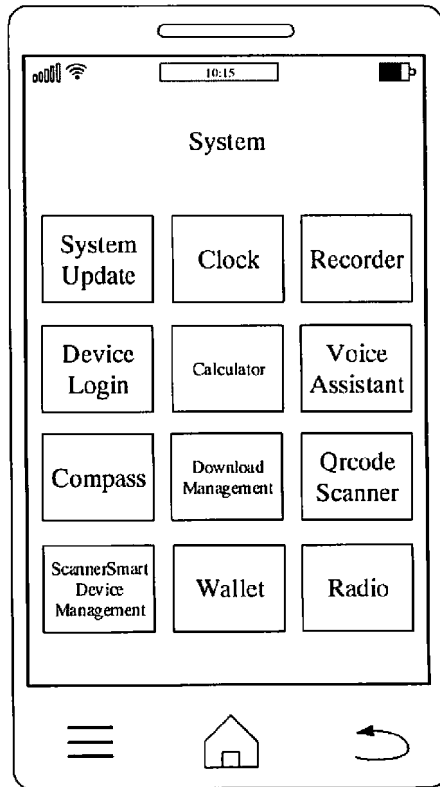 10:15
System
System
Update
Clock
Recorder
Device
Login
Calculator
Voice
Assistant
Compass
Download
Management
Qrcode
Scanner
ScannerSmart
Device
Management
Wallet
Radio